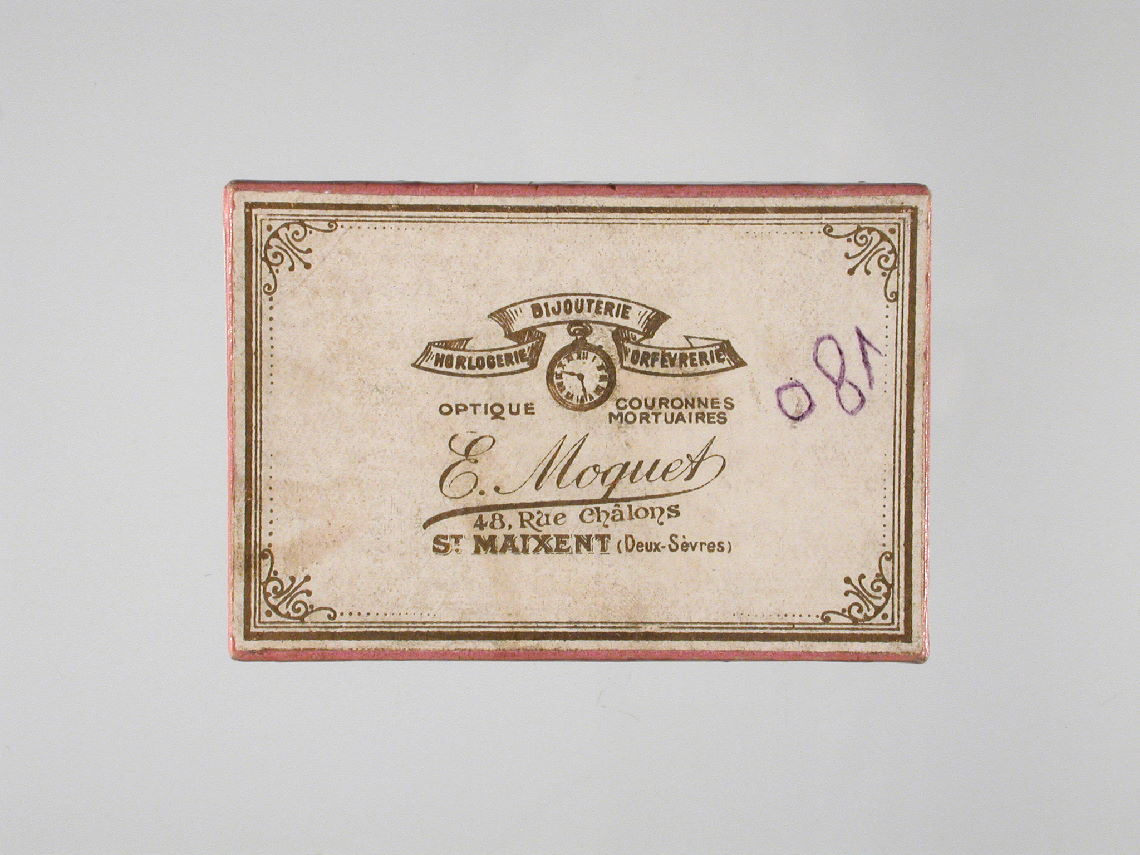 BIJOUTERIE
HORLOGERIE ORFÈVRERIE
OPTIQUE COURONNES MORTUAIRES
E. Moquet
48, Rue Châlons
ST MAIXENT (Deux-Sèvres)
081